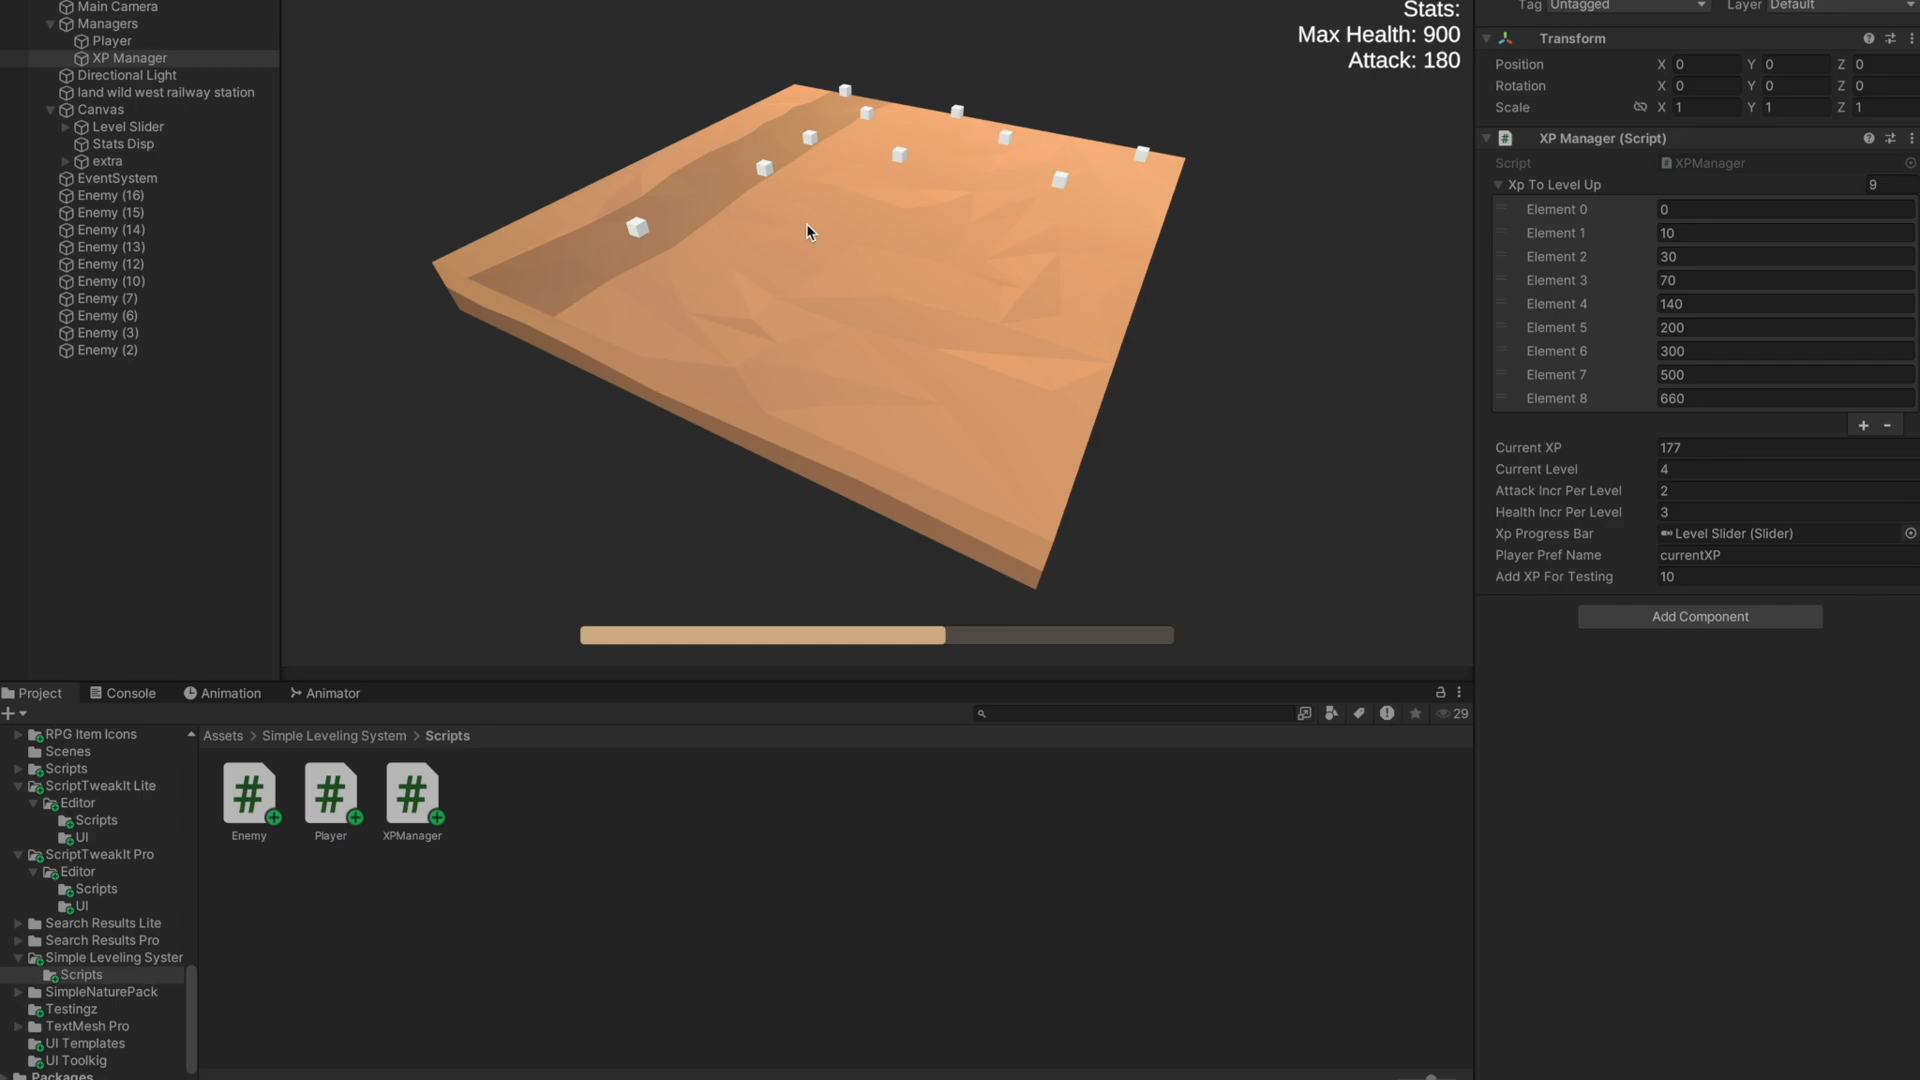 Main Camera
Managers
Player
XP Manager
Directional Light
land wild west railway station
Canvas
Level Slider
Stats Disp
extra
EventSystem
Enemy (16)
Enemy (15)
Enemy (14)
Enemy (13)
Enemy (12)
Enemy (10)
Enemy (7)
Enemy (6)
Enemy (3)
Enemy (2)
Stats:
Max Health: 900
Attack: 180
Tag Untagged Layer Default
Transform
Position X 0 Y 0 Z 0
Rotation X 0 Y 0 Z 0
Scale X 1 Y 1 Z 1
# XP Manager (Script)
Script XPManager
Xp To Level Up 9
Element 0 0
Element 1 10
Element 2 30
Element 3 70
Element 4 140
Element 5 200
Element 6 300
Element 7 500
Element 8 660
+ -
Current XP 177
Current Level 4
Attack Incr Per Level 2
Health Incr Per Level 3
Xp Progress Bar Level Slider (Slider)
Player Pref Name currentXP
Add XP For Testing 10
Add Component
Project Console Animation Animator
29
RPG Item Icons
Scenes
Scripts
ScriptTweakIt Lite
Editor
Scripts
UI
ScriptTweakIt Pro
Editor
Scripts
UI
Search Results Lite
Search Results Pro
Simple Leveling Syster
Scripts
SimpleNaturePack
Testingz
TextMesh Pro
UI Templates
UI Toolkig
Packages
Assets > Simple Leveling System > Scripts
# # #
Enemy Player XPManager